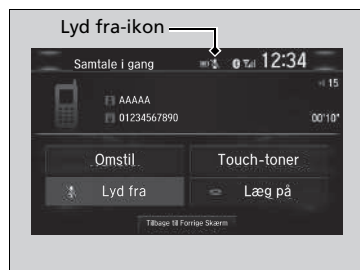 Lyd fra-ikon
Samtale i gang 12:34
15
AAAAA
01234567890 00'10"
Omstil Touch-toner
Lyd fra Læg på
Tilbage til Forrige Skærm